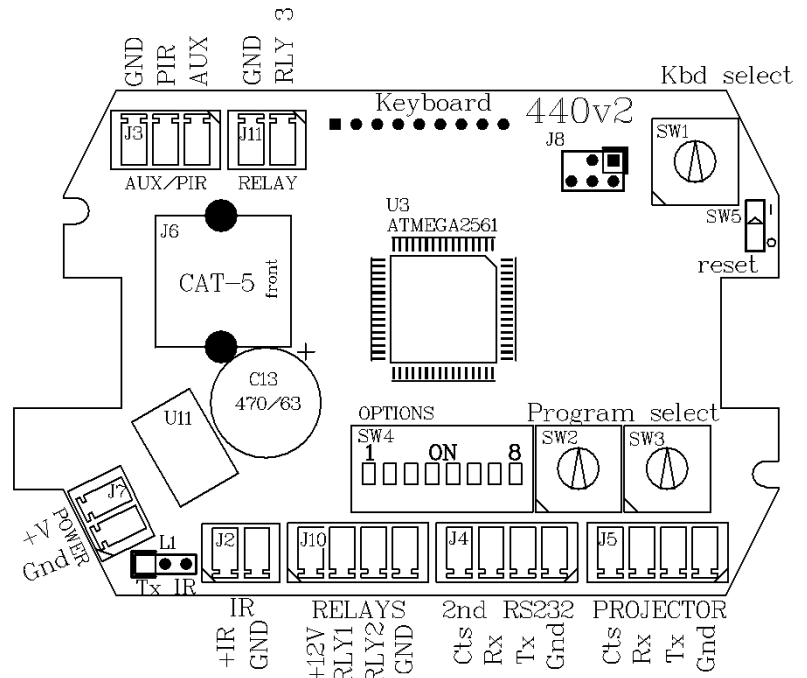 GND PIR AUX GND RLY 3
Kbd select
Keyboard 440v2
J3 J11 J8 SW1
AUX/PIR RELAY
U3
ATMEGA2561
SW5 1 0
reset
J6
CAT-5 front
+
C13
470/63
U11
OPTIONS Program select
SW4 SW2 SW3
1 ON 8
J7
+V POWER
Gnd
L1
Tx IR
J2 J10 J4 J5
IR RELAYS 2nd RS232 PROJECTOR
+IR GND +12V RLY1 RLY2 GND Cts Rx Tx Gnd Cts Rx Tx Gnd